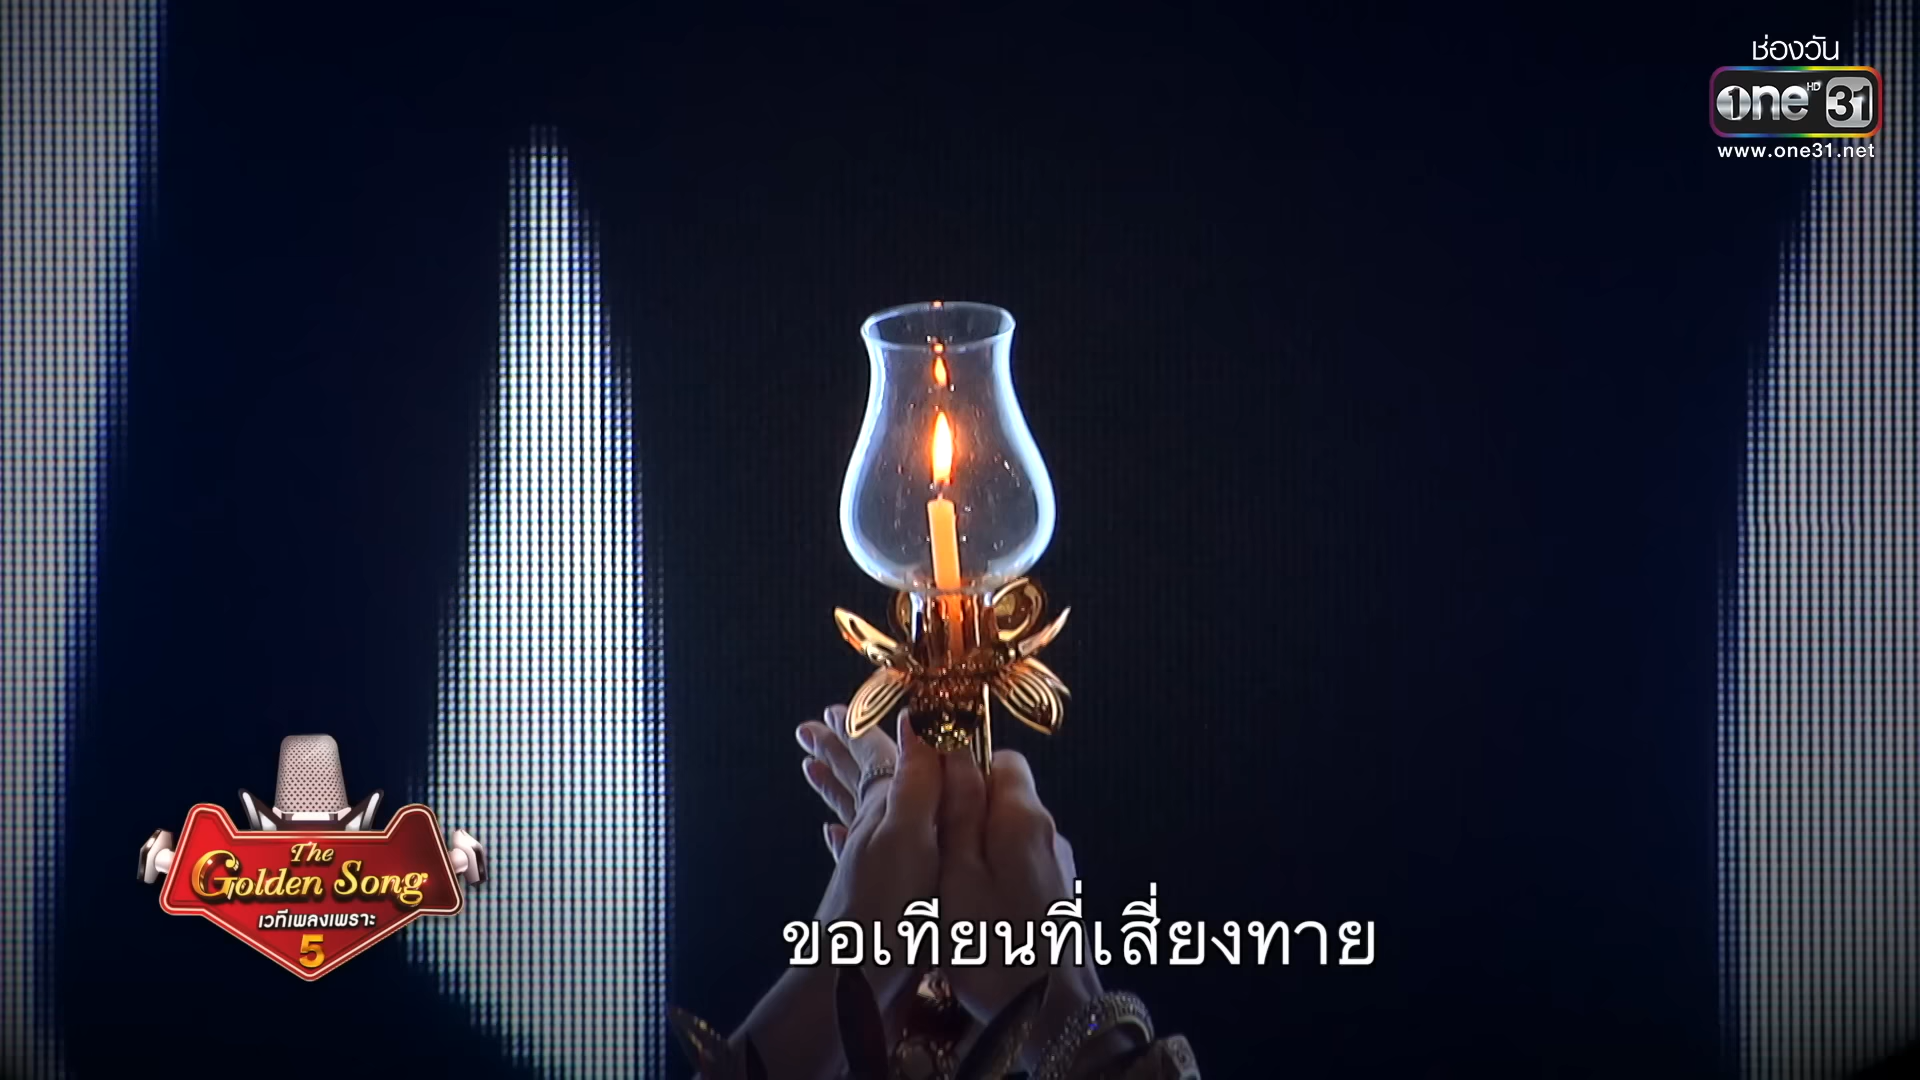 ช่องวัน
one HD 31
www.one31.net
The
Golden Song
เวทีเพลงเพราะ
5
ขอเทียนที่เสี่ยงทาย